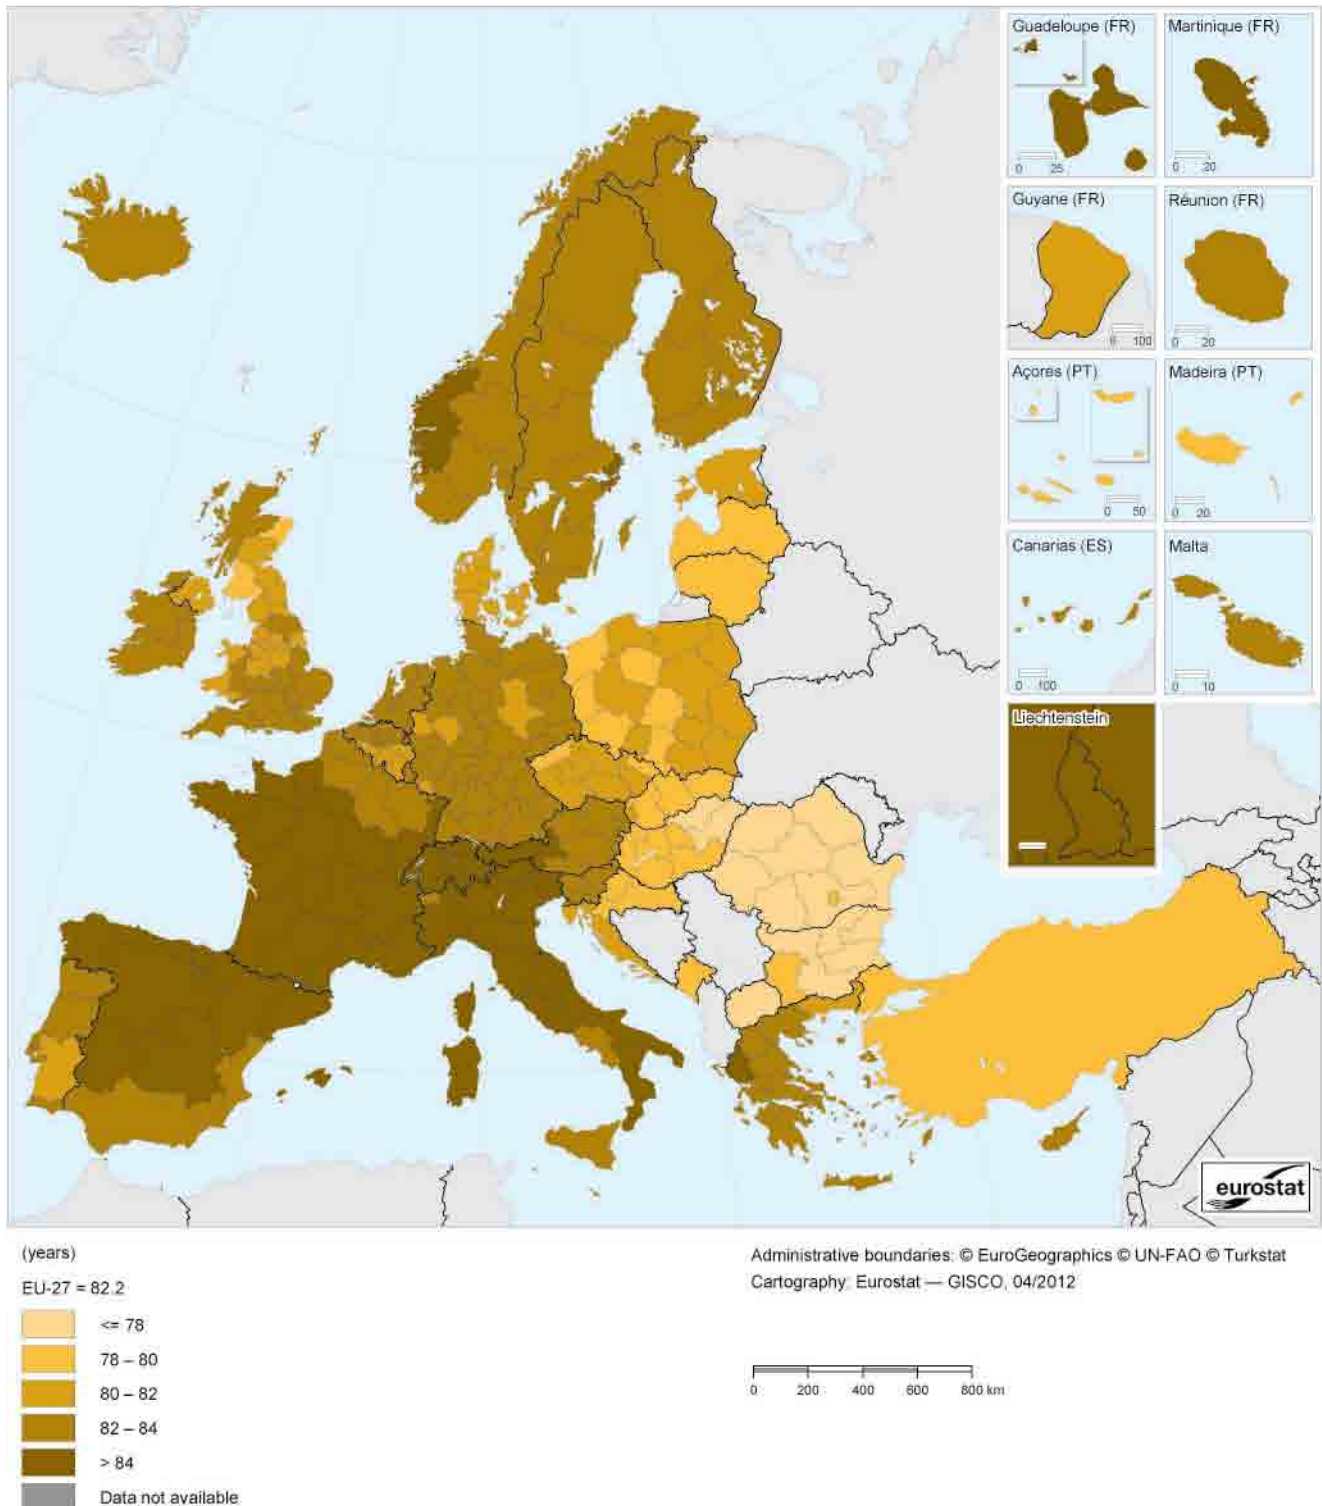 Guadeloupe (FR)
0 25
Martinique (FR)
0 20
Guyane (FR)
0 100
Réunion (FR)
0 20
Açores (PT)
0 50
Madeira (PT)
0 20
Canarias (ES)
0 100
Malta
0 10
Liechtenstein
eurostat
(years)
EU-27 = 82.2
<= 78
78 – 80
80 – 82
82 – 84
> 84
Data not available
Administrative boundaries: © EuroGeographics © UN-FAO © Turkstat
Cartography: Eurostat — GISCO, 04/2012
0 200 400 600 800 km